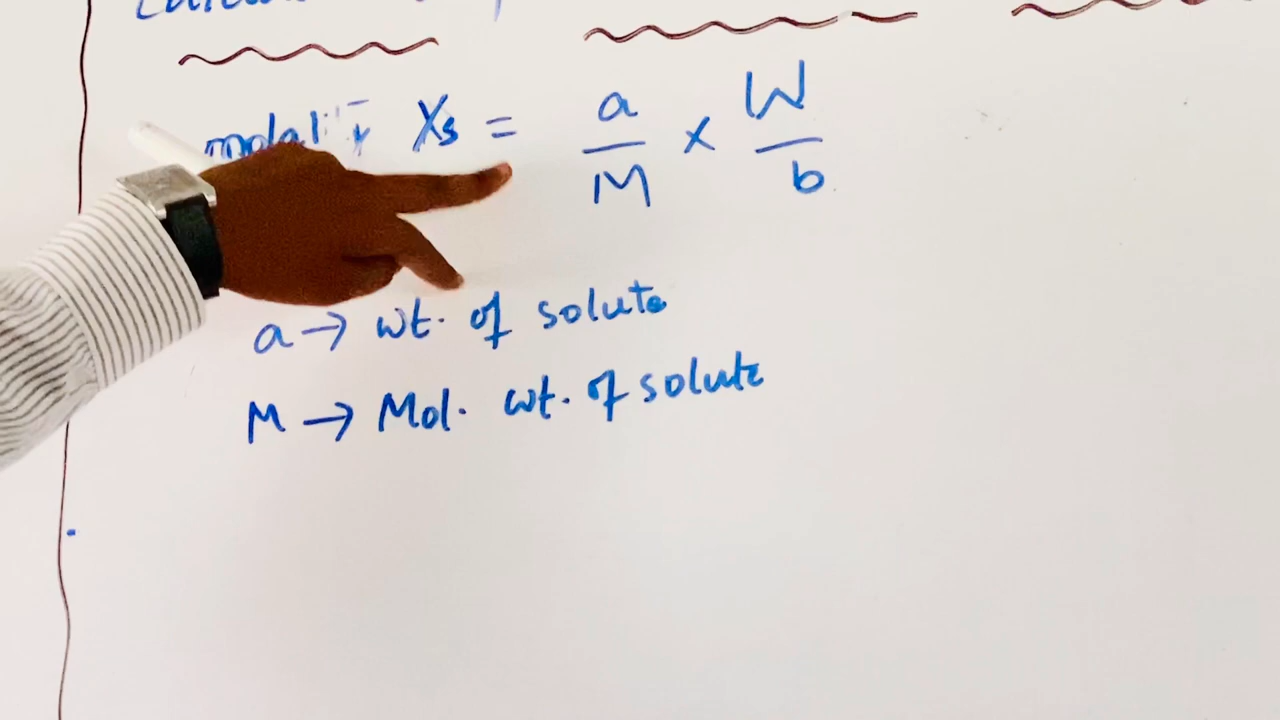 Xs = a/M × W/b
a → wt. of solute
M → Mol. wt. of solute